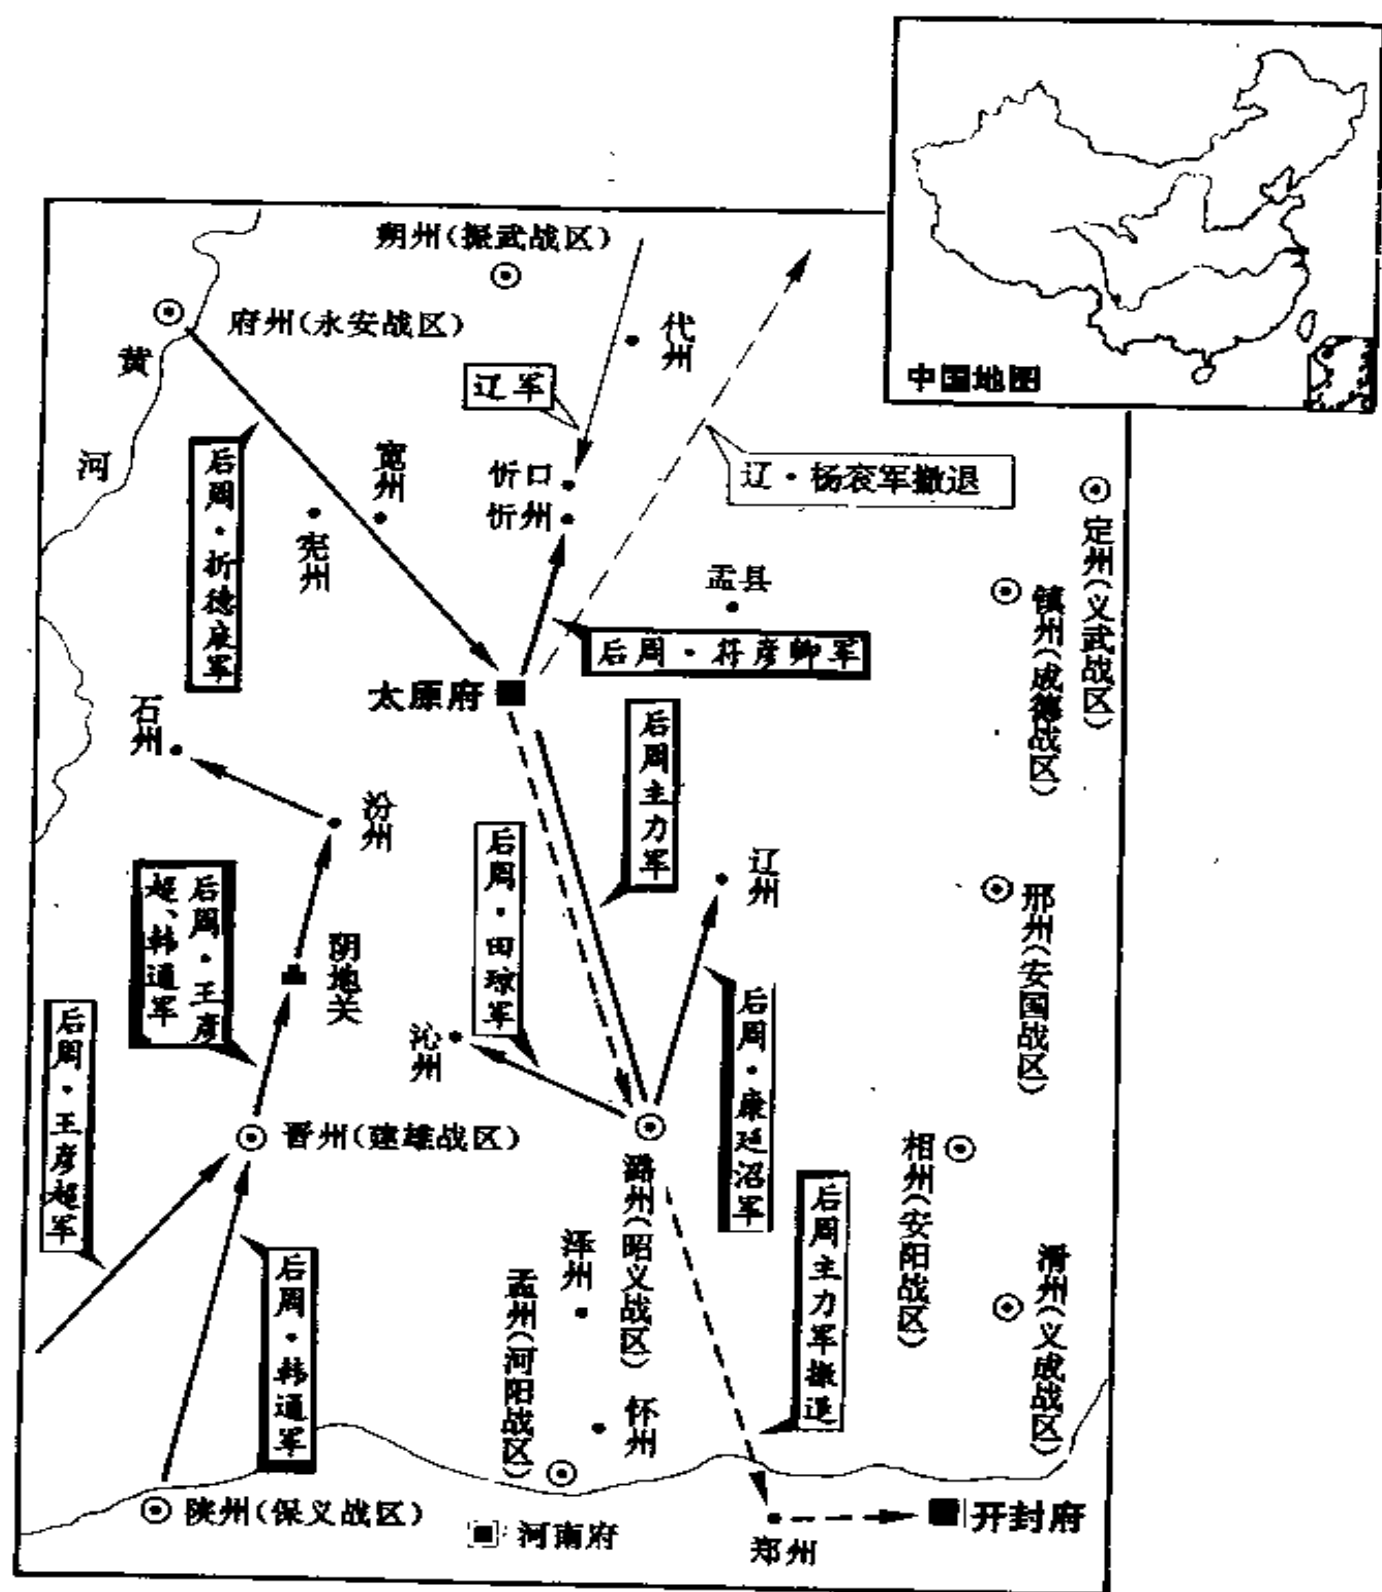 中国地图
朔州(振武战区)
府州(永安战区)
代州
黄
河
辽军
后周·折德扆军
宽州
宪州
忻口
忻州
辽·杨衮军撤退
盂县
定州(义武战区)
镇州(成德战区)
后周·符彦卿军
太原府
石州
汾州
后周主力军
后周·田琼军
辽州
后周·王彦
超、韩通军
阴地关
沁州
邢州(安国战区)
后周·康延沼军
后周·王彦超军
晋州(建雄战区)
潞州(昭义战区)
相州(安阳战区)
泽州
孟州(河阳战区)
后周主力军撤退
滑州(义成战区)
后周·韩通军
怀州
陕州(保义战区)
河南府
郑州
开封府